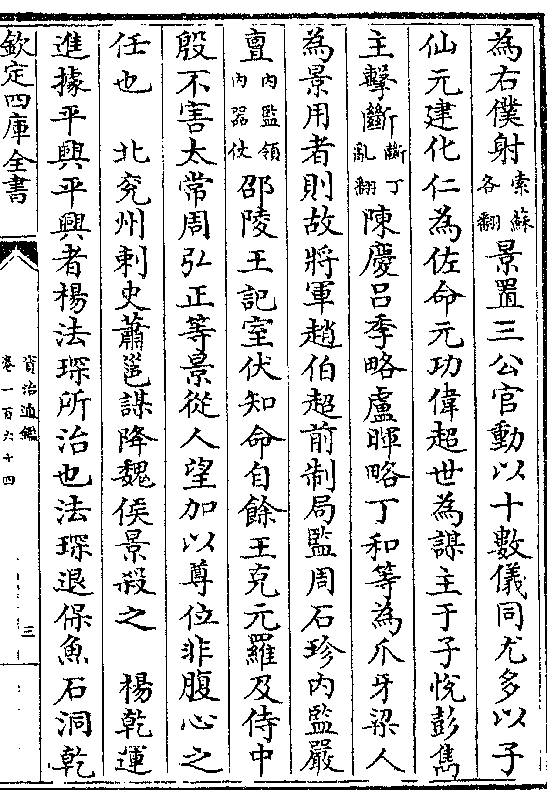 為右僕射索蘇各翻景置三公官動以十數儀同尤多以子
仙元建化仁為佐命元功偉超世為謀主于子悅彭雋
主擊斷斷丁亂翻陳慶呂季略盧暉略丁和等為爪牙梁人
為景用者則故將軍趙伯超前制局監周石珍內監嚴
亶內監領內器仗邵陵王記室伏知命自餘王克元羅及侍中
殷不害太常周弘正等景從人望加以尊位非腹心之
任也　北兖州刺史蕭邕謀降魏侯景殺之　楊乾運
進據平興平興者楊法琛所治也法琛退保魚石洞乾
欽定四庫全書
資治通鑑
卷一百六十四
三